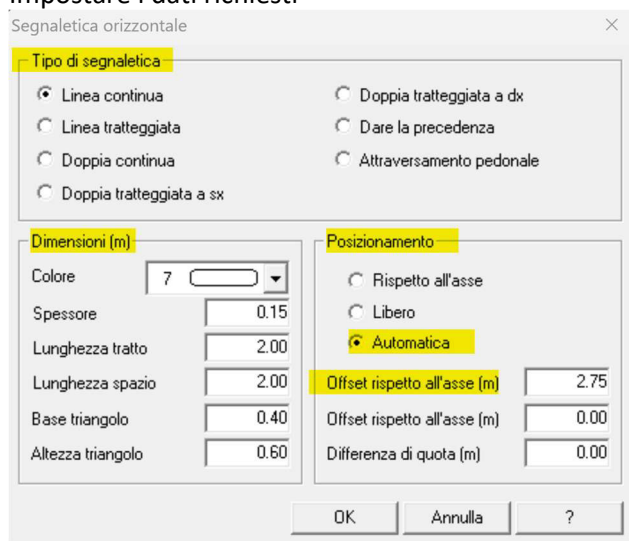 Impostare i dati richiesti
Segnaletica orizzontale
Tipo di segnaletica
Linea continua
Doppia tratteggiata a dx
Linea tratteggiata
Dare la precedenza
Doppia continua
Attraversamento pedonale
Doppia tratteggiata a sx
Dimensioni (m)
Colore 7
Spessore 0.15
Lunghezza tratto 2.00
Lunghezza spazio 2.00
Base triangolo 0.40
Altezza triangolo 0.60
Posizionamento
Rispetto all'asse
Libero
Automatica
Offset rispetto all'asse (m) 2.75
Offset rispetto all'asse (m) 0.00
Differenza di quota (m) 0.00
OK Annulla ?